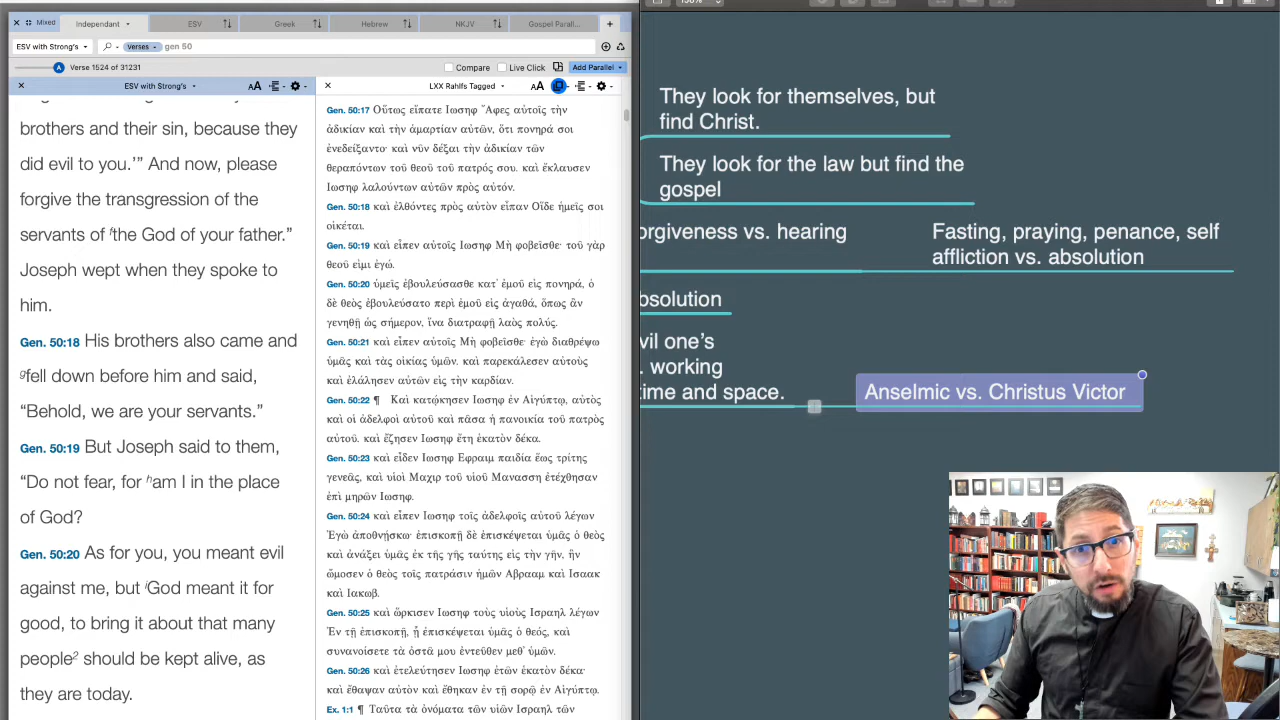 Mixed
Independant
ESV
Greek
Hebrew
NKJV
Gospel Parall...
+
ESV with Strong's
Verses
gen 50
A
Verse 1524 of 31231
Compare
Live Click
Add Parallel
ESV with Strong's
AA
brothers and their sin, because they
did evil to you.’” And now, please
forgive the transgression of the
servants of fthe God of your father.”
Joseph wept when they spoke to
him.
Gen. 50:18 His brothers also came and
gfell down before him and said,
“Behold, we are your servants.”
Gen. 50:19 But Joseph said to them,
“Do not fear, for ham I in the place
of God?
Gen. 50:20 As for you, you meant evil
against me, but iGod meant it for
good, to bring it about that many
people2 should be kept alive, as
they are today.
LXX Rahlfs Tagged
AA
Gen. 50:17 Οὕτως εἴπατε Ιωσηφ Ἄφες αὐτοῖς τὴν
ἀδικίαν καὶ τὴν ἁμαρτίαν αὐτῶν, ὅτι πονηρά σοι
ἐνεδείξαντο· καὶ νῦν δέξαι τὴν ἀδικίαν τῶν
θεραπόντων τοῦ θεοῦ τοῦ πατρός σου. καὶ ἔκλαυσεν
Ιωσηφ λαλούντων αὐτῶν πρὸς αὐτόν.
Gen. 50:18 καὶ ἐλθόντες πρὸς αὐτὸν εἶπαν Οἵδε ἡμεῖς σοι
οἰκέται.
Gen. 50:19 καὶ εἶπεν αὐτοῖς Ιωσηφ Μὴ φοβεῖσθε· τοῦ γὰρ
θεοῦ εἰμι ἐγώ.
Gen. 50:20 ὑμεῖς ἐβουλεύσασθε κατ᾽ ἐμοῦ εἰς πονηρά, ὁ
δὲ θεὸς ἐβουλεύσατο περὶ ἐμοῦ εἰς ἀγαθά, ὅπως ἂν
γενηθῇ ὡς σήμερον, ἵνα διατραφῇ λαὸς πολύς.
Gen. 50:21 καὶ εἶπεν αὐτοῖς Μὴ φοβεῖσθε· ἐγὼ διαθρέψω
ὑμᾶς καὶ τὰς οἰκίας ὑμῶν. καὶ παρεκάλεσεν αὐτοὺς
καὶ ἐλάλησεν αὐτῶν εἰς τὴν καρδίαν.
Gen. 50:22 ¶ Καὶ κατῴκησεν Ιωσηφ ἐν Αἰγύπτῳ, αὐτὸς
καὶ οἱ ἀδελφοὶ αὐτοῦ καὶ πᾶσα ἡ πανοικία τοῦ πατρὸς
αὐτοῦ. καὶ ἔζησεν Ιωσηφ ἔτη ἑκατὸν δέκα.
Gen. 50:23 καὶ εἶδεν Ιωσηφ Εφραιμ παιδία ἕως τρίτης
γενεᾶς, καὶ υἱοὶ Μαχιρ τοῦ υἱοῦ Μανασση ἐτέχθησαν
ἐπὶ μηρῶν Ιωσηφ.
Gen. 50:24 καὶ εἶπεν Ιωσηφ τοῖς ἀδελφοῖς αὐτοῦ λέγων
Ἐγὼ ἀποθνῄσκω· ἐπισκοπῇ δὲ ἐπισκέψεται ὑμᾶς ὁ θεὸς
καὶ ἀνάξει ὑμᾶς ἐκ τῆς γῆς ταύτης εἰς τὴν γῆν, ἣν
ὤμοσεν ὁ θεὸς τοῖς πατράσιν ἡμῶν Αβρααμ καὶ Ισαακ
καὶ Ιακωβ.
Gen. 50:25 καὶ ὥρκισεν Ιωσηφ τοὺς υἱοὺς Ισραηλ λέγων
Ἐν τῇ ἐπισκοπῇ, ᾗ ἐπισκέψεται ὑμᾶς ὁ θεός, καὶ
συνανοίσετε τὰ ὀστᾶ μου ἐντεῦθεν μεθ᾽ ὑμῶν.
Gen. 50:26 καὶ ἐτελεύτησεν Ιωσηφ ἐτῶν ἑκατὸν δέκα·
καὶ ἔθαψαν αὐτὸν καὶ ἔθηκαν ἐν τῇ σορῷ ἐν Αἰγύπτῳ.
Ex. 1:1 ¶ Ταῦτα τὰ ὀνόματα τῶν υἱῶν Ισραηλ τῶν
They look for themselves, but
find Christ.
They look for the law but find the
gospel
orgiveness vs. hearing
Fasting, praying, penance, self
affliction vs. absolution
bsolution
vil one’s
. working
time and space.
Anselmic vs. Christus Victor